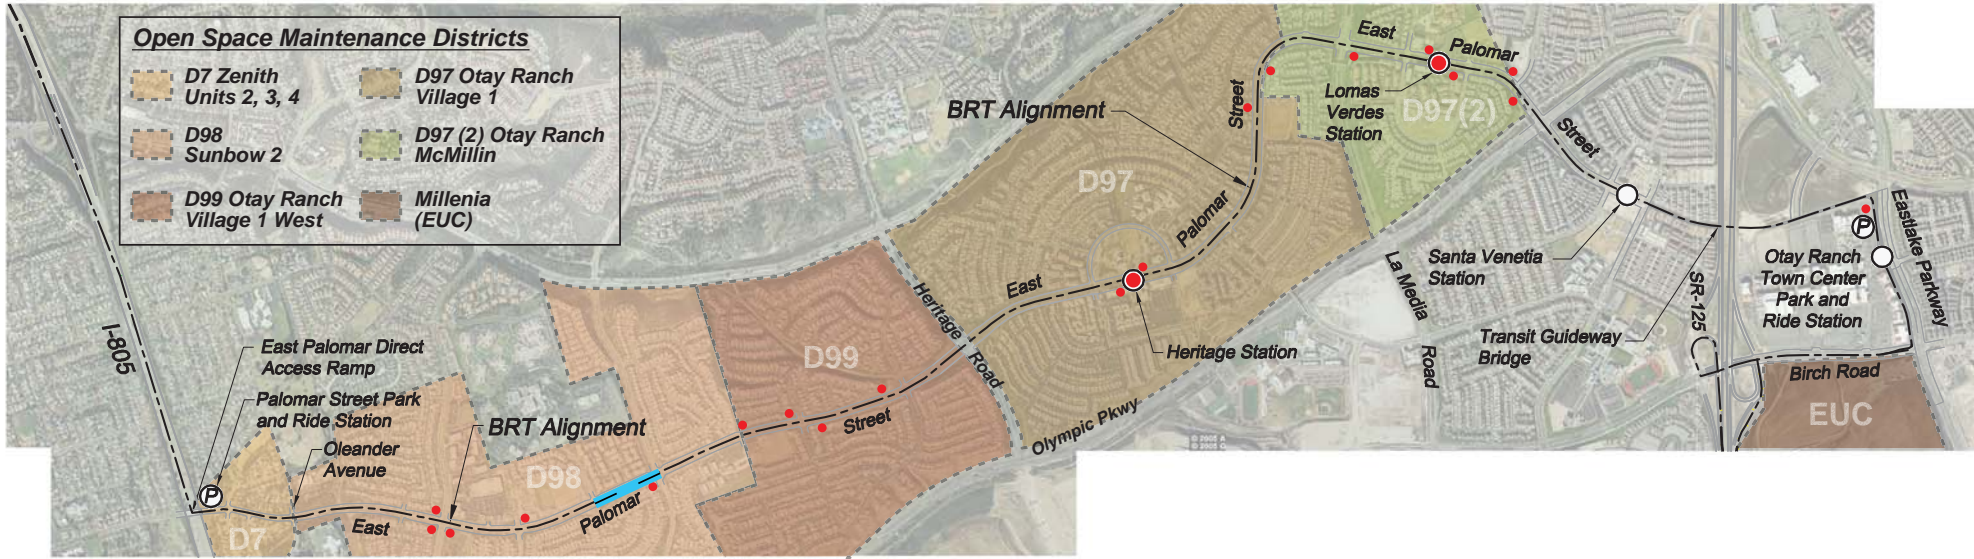 Open Space Maintenance Districts
D7 Zenith
Units 2, 3, 4
D98
Sunbow 2
D99 Otay Ranch
Village 1 West
D97 Otay Ranch
Village 1
D97 (2) Otay Ranch
McMillin
Millenia
(EUC)
I-805
East Palomar Direct
Access Ramp
Palomar Street Park
and Ride Station
Oleander
Avenue
P
D7
East
BRT Alignment
D98
Palomar
D99
Street
Heritage
Road
East
D97
Palomar
Heritage Station
Olympic Pkwy
BRT Alignment
Street
East
Palomar
Lomas
Verdes
Station
D97(2)
Street
La Media
Road
Santa Venetia
Station
Transit Guideway
Bridge
SR-125
P
Otay Ranch
Town Center
Park and
Ride Station
Eastlake Parkway
Birch Road
EUC